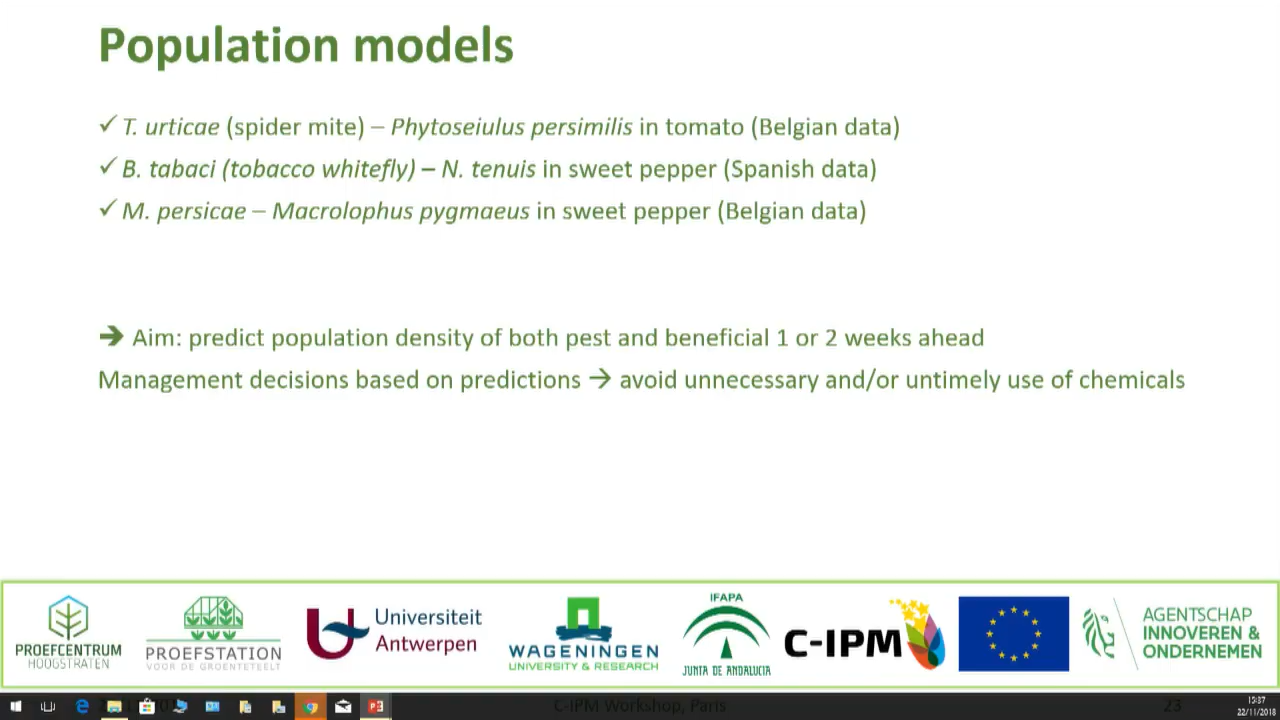 Population models
✓ T. urticae (spider mite) – Phytoseiulus persimilis in tomato (Belgian data)
✓ B. tabaci (tobacco whitefly) – N. tenuis in sweet pepper (Spanish data)
✓ M. persicae – Macrolophus pygmaeus in sweet pepper (Belgian data)
➔ Aim: predict population density of both pest and beneficial 1 or 2 weeks ahead
Management decisions based on predictions → avoid unnecessary and/or untimely use of chemicals
PROEFCENTRUM
HOOGSTRATEN
PROEFSTATION
VOOR DE GROENTETEELT
Universiteit
Antwerpen
WAGENINGEN
UNIVERSITY & RESEARCH
IFAPA
JUNTA DE ANDALUCIA
C-IPM
AGENTSCHAP
INNOVEREN &
ONDERNEMEN
C-IPM Workshop, Paris
23
15:37
22/11/2018